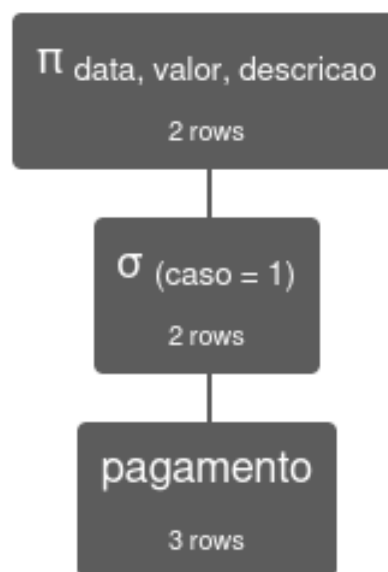 π data, valor, descricao
2 rows
σ (caso = 1)
2 rows
pagamento
3 rows